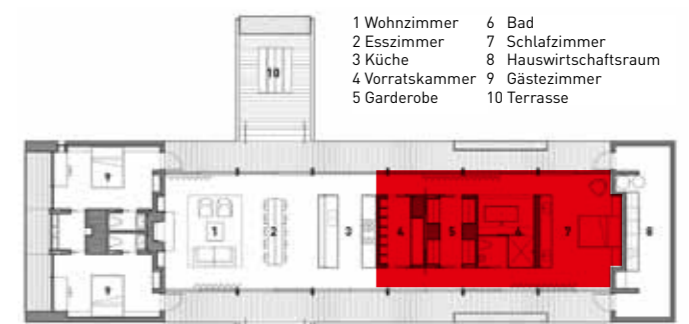 1 Wohnzimmer
2 Esszimmer
3 Küche
4 Vorratskammer
5 Garderobe
6 Bad
7 Schlafzimmer
8 Hauswirtschaftsraum
9 Gästezimmer
10 Terrasse
10
9
1
2
3
4
5
6
7
8
9